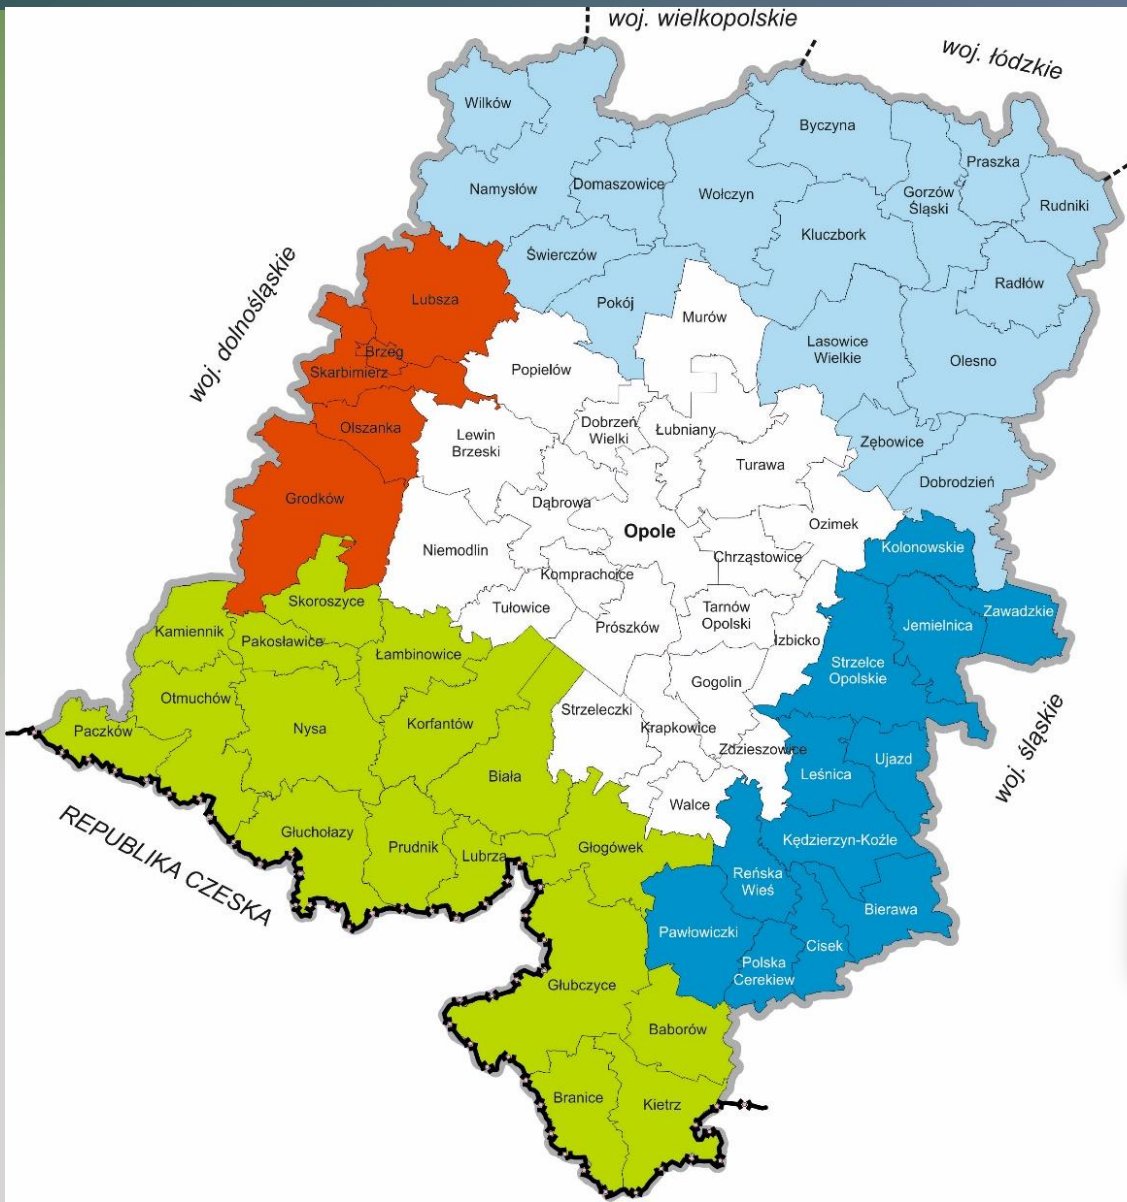 woj. wielkopolskie
woj. łódzkie
Wilków
Byczyna
Praszka
Namysłów
Domaszowice
Wołczyn
Gorzów
Śląski
Rudniki
Kluczbork
Świerczów
Radłów
woj. dolnośląskie
Lubsza
Pokój
Murów
Lasowice
Wielkie
Olesno
Brzeg
Skarbimierz
Popielów
Olszanka
Lewin
Brzeski
Dobrzeń
Wielki
Łubniany
Zębowice
Turawa
Dobrodzień
Grodków
Dąbrowa
Opole
Ozimek
Niemodlin
Chrząstowice
Kolonowskie
Komprachcice
Skoroszyce
Tułowice
Tarnów
Opolski
Zawadzkie
Kamiennik
Pakosławice
Prószków
Izbicko
Jemielnica
Łambinowice
Strzelce
Opolskie
Otmuchów
Gogolin
Paczków
Nysa
Korfantów
Strzeleczki
Krapkowice
Zdzieszowice
Ujazd
woj. śląskie
Biała
Leśnica
Walce
REPUBLIKA CZESKA
Głuchołazy
Prudnik
Lubrza
Głogówek
Kędzierzyn-Koźle
Reńska
Wieś
Bierawa
Pawłowiczki
Cisek
Polska
Cerekiew
Głubczyce
Baborów
Branice
Kietrz